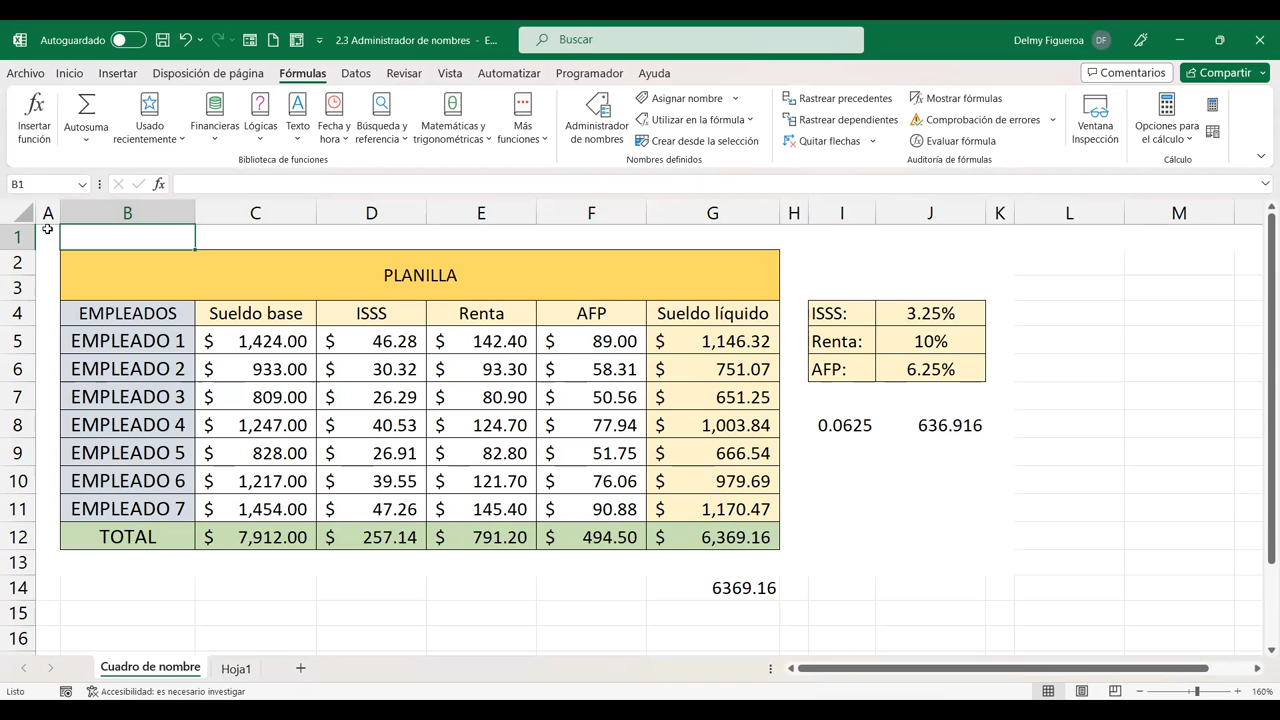 Autoguardado
2.3 Administrador de nombres - E...
Buscar
Delmy Figueroa DF
Archivo Inicio Insertar Disposición de página Fórmulas Datos Revisar Vista Automatizar Programador Ayuda
Comentarios Compartir
Insertar función
Autosuma
Usado recientemente
Financieras
Lógicas
Texto
Fecha y hora
Búsqueda y referencia
Matemáticas y trigonométricas
Más funciones
Biblioteca de funciones
Administrador de nombres
Asignar nombre
Utilizar en la fórmula
Crear desde la selección
Nombres definidos
Rastrear precedentes
Rastrear dependientes
Quitar flechas
Mostrar fórmulas
Comprobación de errores
Evaluar fórmula
Auditoría de fórmulas
Ventana Inspección
Opciones para el cálculo
Cálculo
B1 fx
A B C D E F G H I J K L M
1
2
PLANILLA
3
4 EMPLEADOS Sueldo base ISSS Renta AFP Sueldo líquido ISSS: 3.25%
5 EMPLEADO 1 $ 1,424.00 $ 46.28 $ 142.40 $ 89.00 $ 1,146.32 Renta: 10%
6 EMPLEADO 2 $ 933.00 $ 30.32 $ 93.30 $ 58.31 $ 751.07 AFP: 6.25%
7 EMPLEADO 3 $ 809.00 $ 26.29 $ 80.90 $ 50.56 $ 651.25
8 EMPLEADO 4 $ 1,247.00 $ 40.53 $ 124.70 $ 77.94 $ 1,003.84 0.0625 636.916
9 EMPLEADO 5 $ 828.00 $ 26.91 $ 82.80 $ 51.75 $ 666.54
10 EMPLEADO 6 $ 1,217.00 $ 39.55 $ 121.70 $ 76.06 $ 979.69
11 EMPLEADO 7 $ 1,454.00 $ 47.26 $ 145.40 $ 90.88 $ 1,170.47
12 TOTAL $ 7,912.00 $ 257.14 $ 791.20 $ 494.50 $ 6,369.16
13
14 6369.16
15
16
Cuadro de nombre Hoja1
Listo Accesibilidad: es necesario investigar 160%